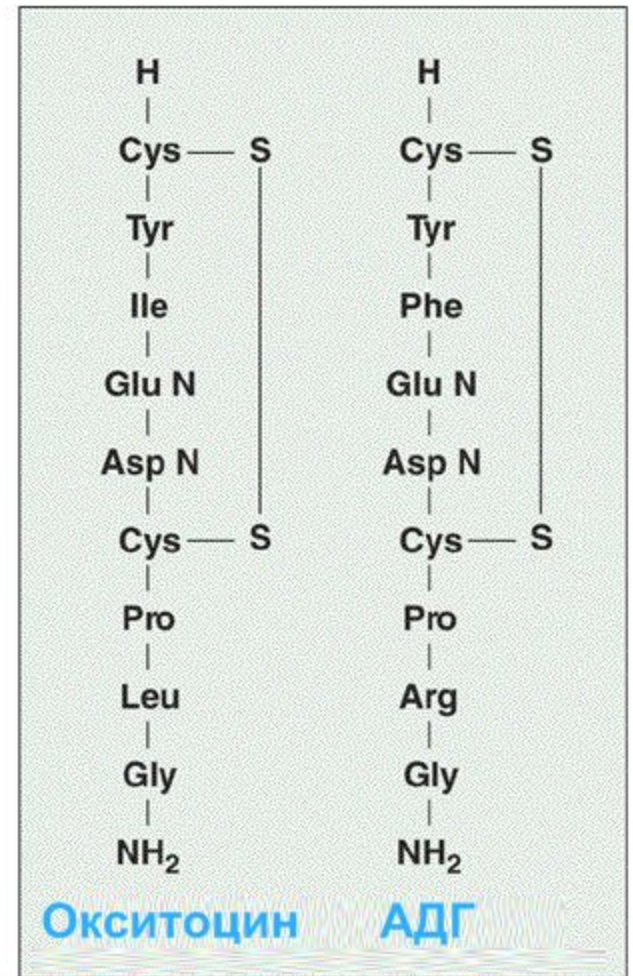 H H
Cys S Cys S
Tyr Tyr
Ile Phe
Glu N Glu N
Asp N Asp N
Cys S Cys S
Pro Pro
Leu Arg
Gly Gly
NH₂ NH₂
Окситоцин АДГ